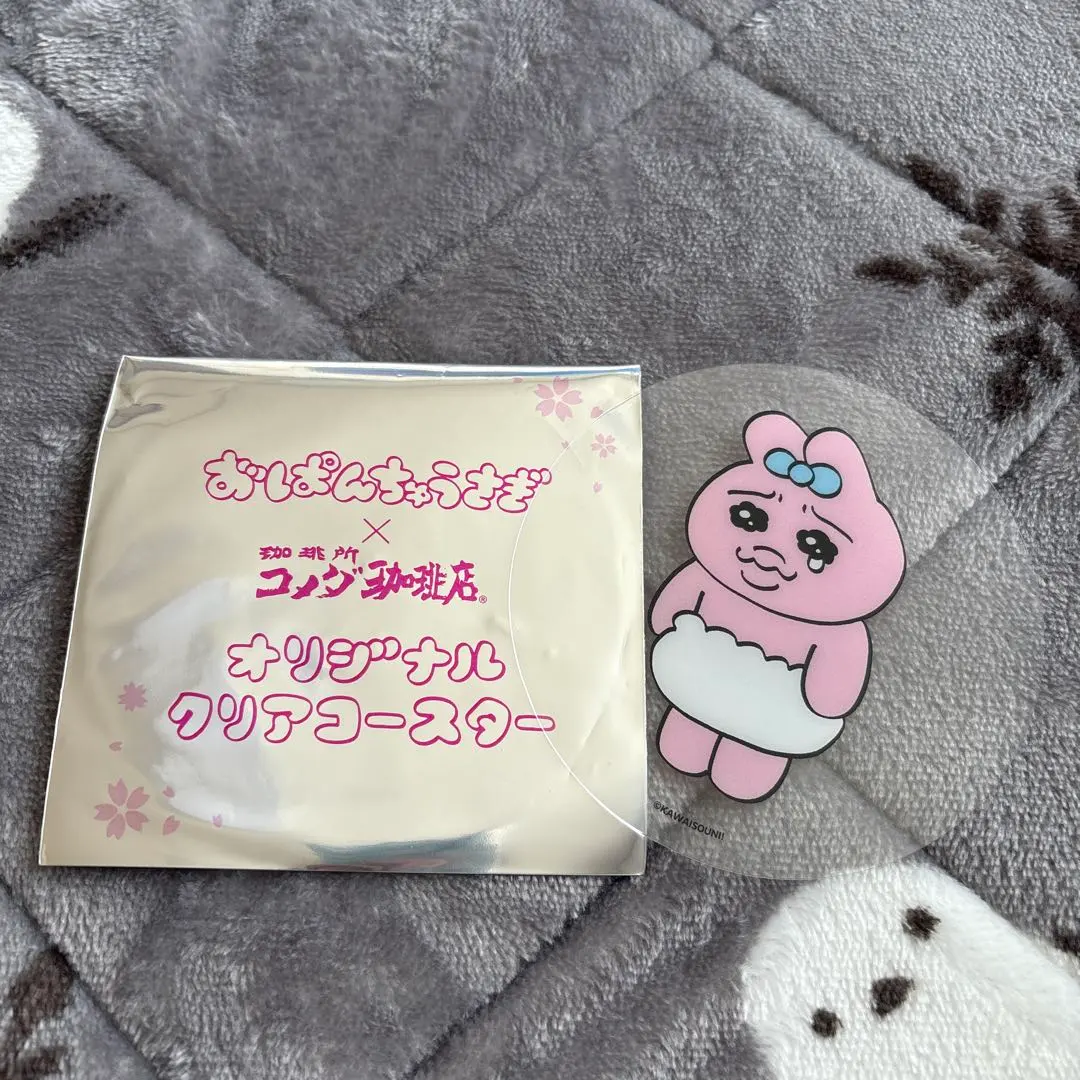 おぱんちゅうさぎ
×
珈琲所
コメダ珈琲店®
オリジナル
クリアコースター
©KAWAISOUNI!